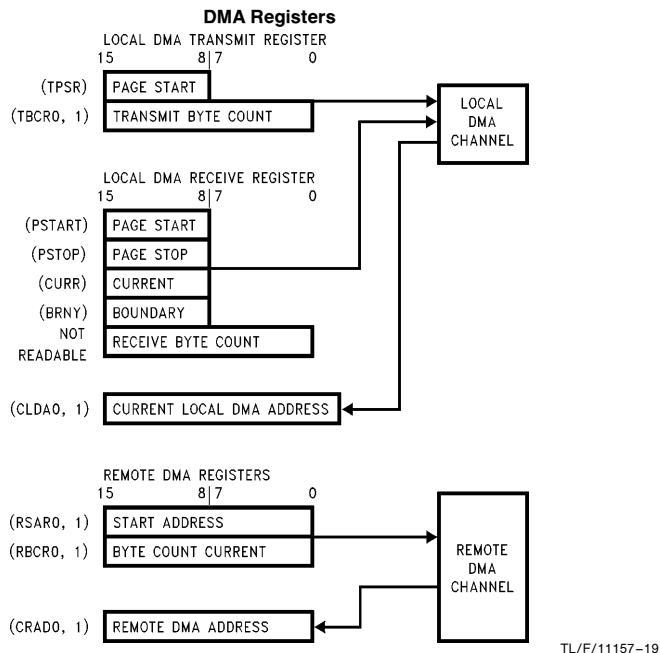 DMA Registers
LOCAL DMA TRANSMIT REGISTER
15 8|7 0
(TPSR) PAGE START
(TBCR0, 1) TRANSMIT BYTE COUNT
LOCAL
DMA
CHANNEL
LOCAL DMA RECEIVE REGISTER
15 8|7 0
(PSTART) PAGE START
(PSTOP) PAGE STOP
(CURR) CURRENT
(BRNY) BOUNDARY
NOT
READABLE
RECEIVE BYTE COUNT
(CLDA0, 1) CURRENT LOCAL DMA ADDRESS
REMOTE DMA REGISTERS
15 8|7 0
(RSAR0, 1) START ADDRESS
(RBCR0, 1) BYTE COUNT CURRENT
REMOTE
DMA
CHANNEL
(CRAD0, 1) REMOTE DMA ADDRESS
TL/F/11157–19